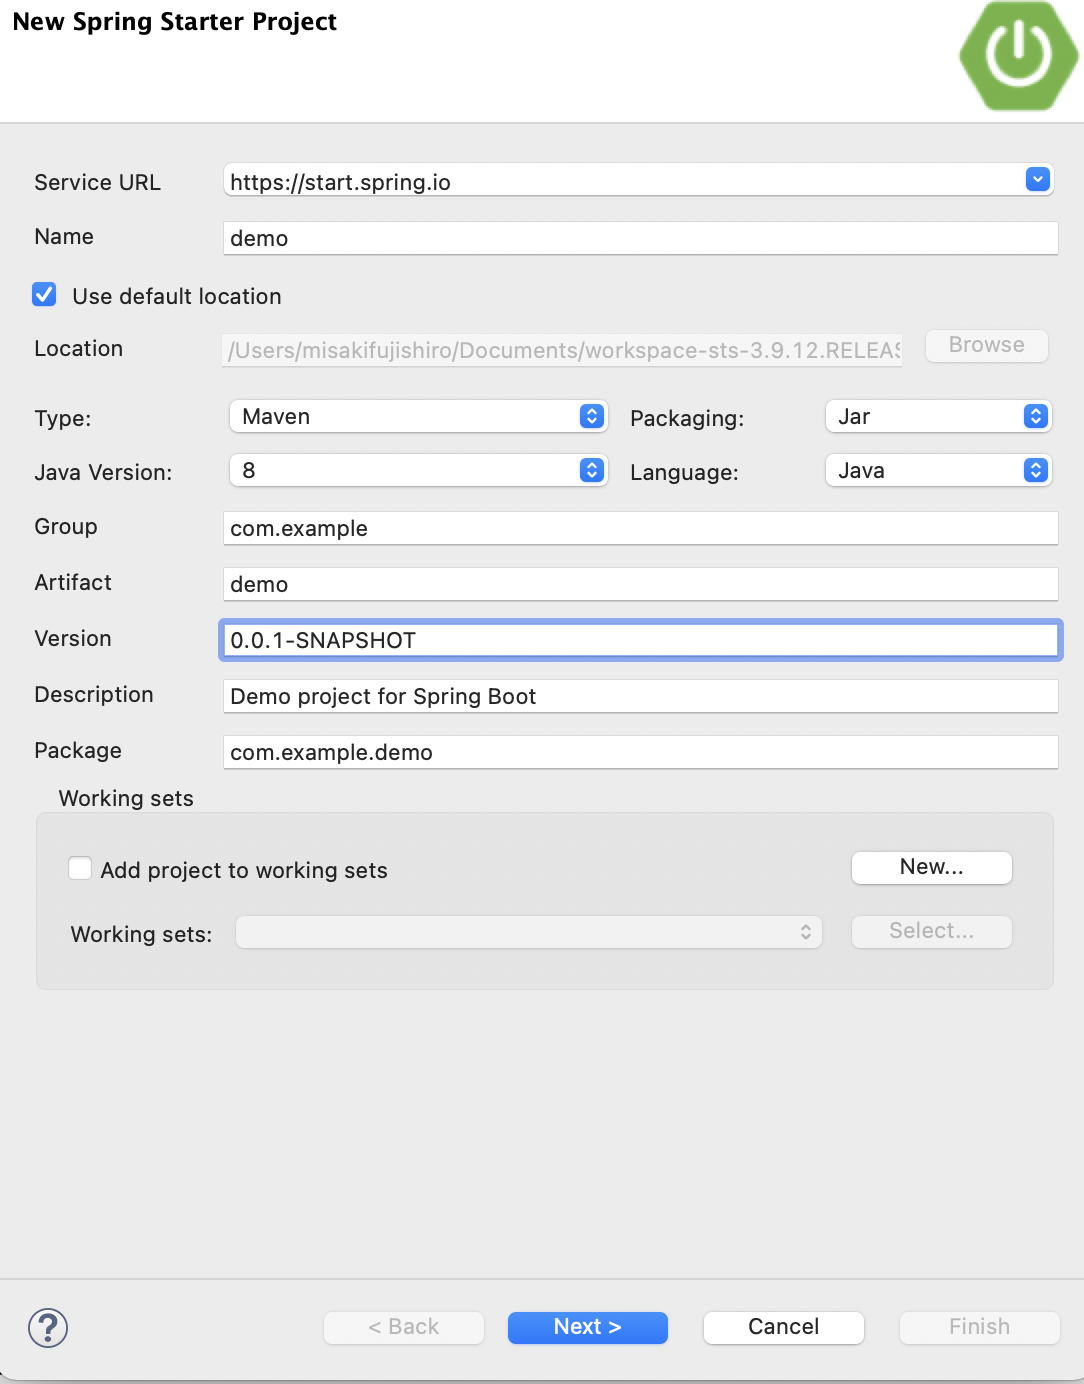 New Spring Starter Project
Service URL https://start.spring.io
Name demo
Use default location
Location /Users/misakifujishiro/Documents/workspace-sts-3.9.12.RELEAS Browse
Type: Maven Packaging: Jar
Java Version: 8 Language: Java
Group com.example
Artifact demo
Version 0.0.1-SNAPSHOT
Description Demo project for Spring Boot
Package com.example.demo
Working sets
Add project to working sets New...
Working sets: Select...
? < Back Next > Cancel Finish